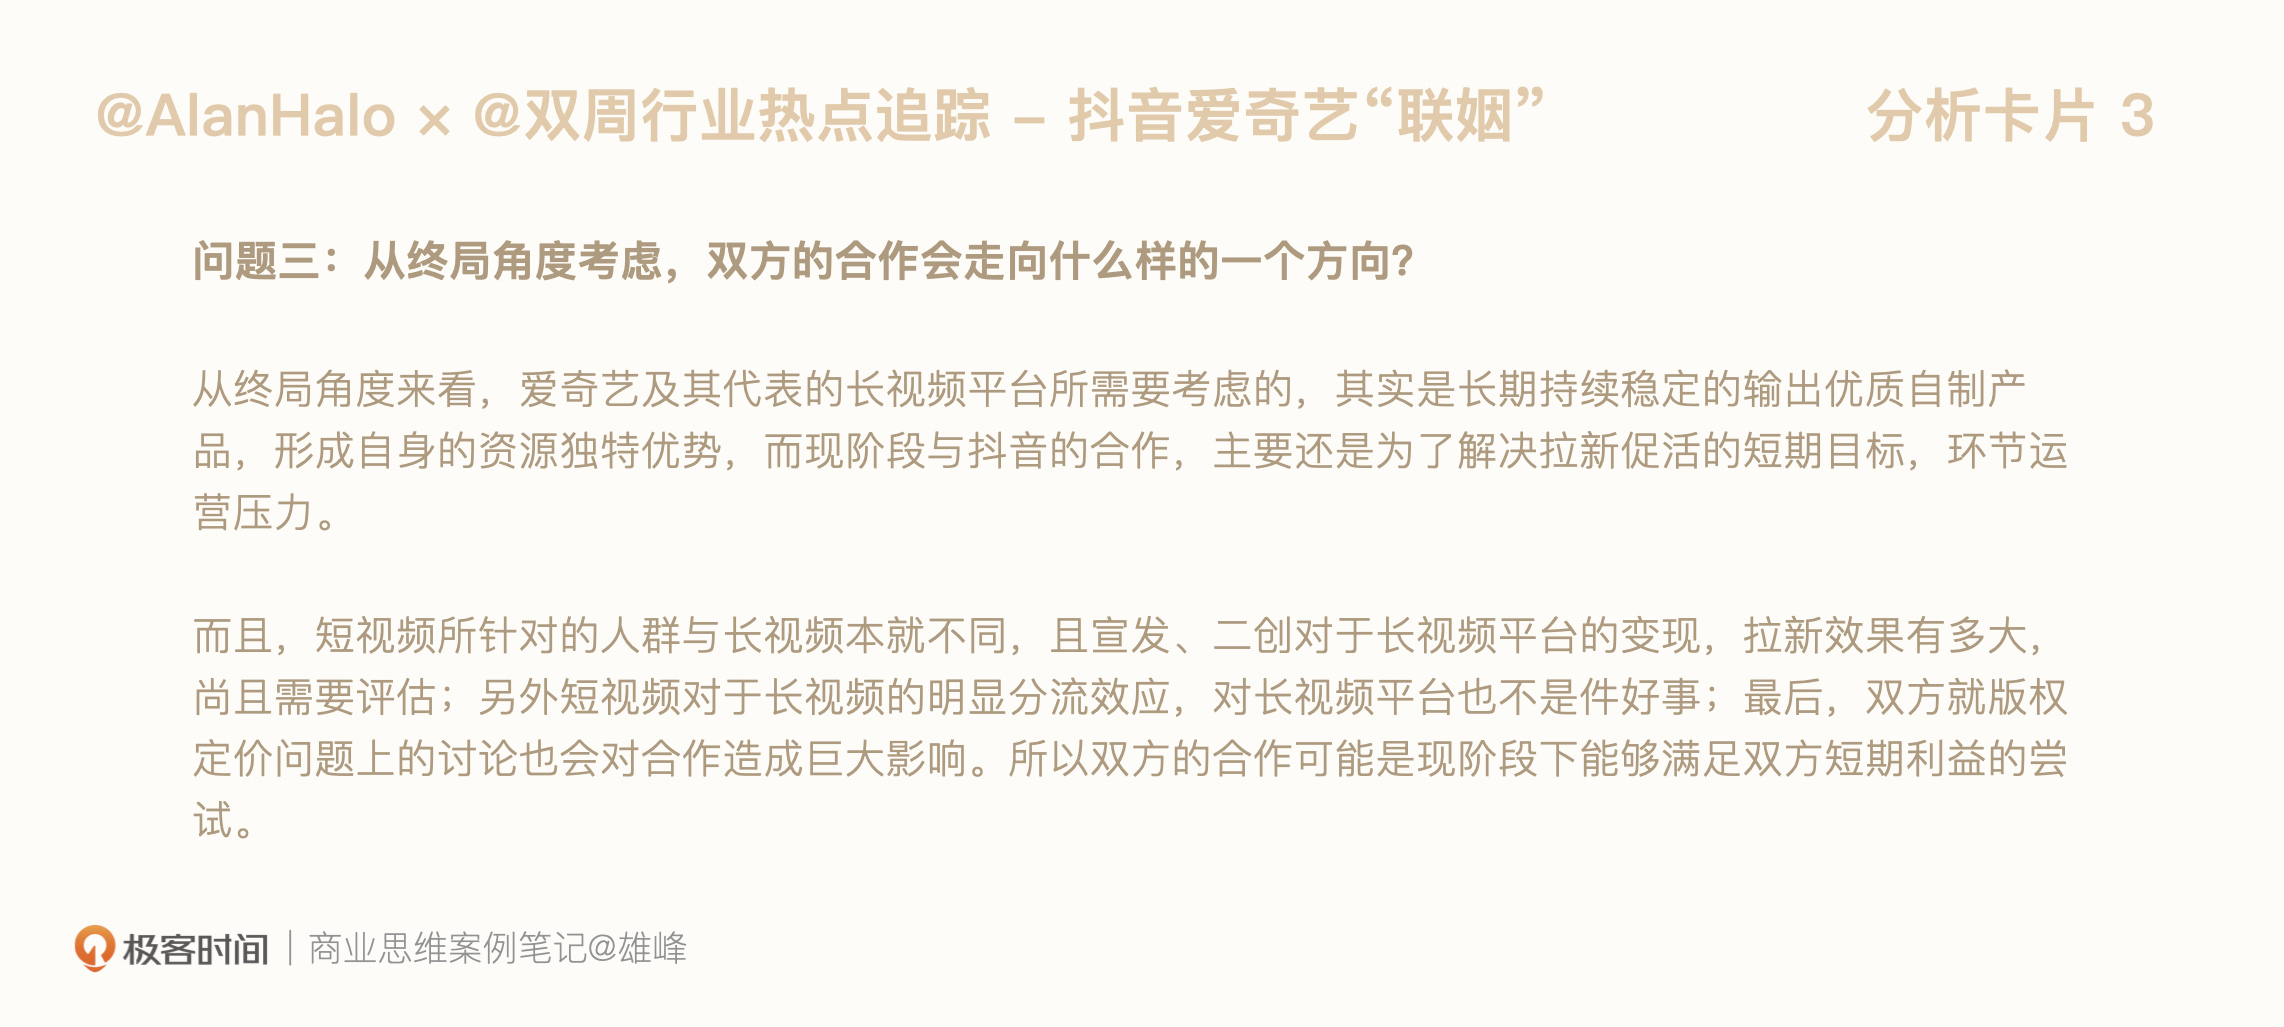 @AlanHalo × @双周行业热点追踪 – 抖音爱奇艺“联姻”
分析卡片 3
问题三：从终局角度考虑，双方的合作会走向什么样的一个方向？
从终局角度来看，爱奇艺及其代表的长视频平台所需要考虑的，其实是长期持续稳定的输出优质自制产
品，形成自身的资源独特优势，而现阶段与抖音的合作，主要还是为了解决拉新促活的短期目标，环节运
营压力。
而且，短视频所针对的人群与长视频本就不同，且宣发、二创对于长视频平台的变现，拉新效果有多大，
尚且需要评估；另外短视频对于长视频的明显分流效应，对长视频平台也不是件好事；最后，双方就版权
定价问题上的讨论也会对合作造成巨大影响。所以双方的合作可能是现阶段下能够满足双方短期利益的尝
试。
极客时间｜商业思维案例笔记@雄峰